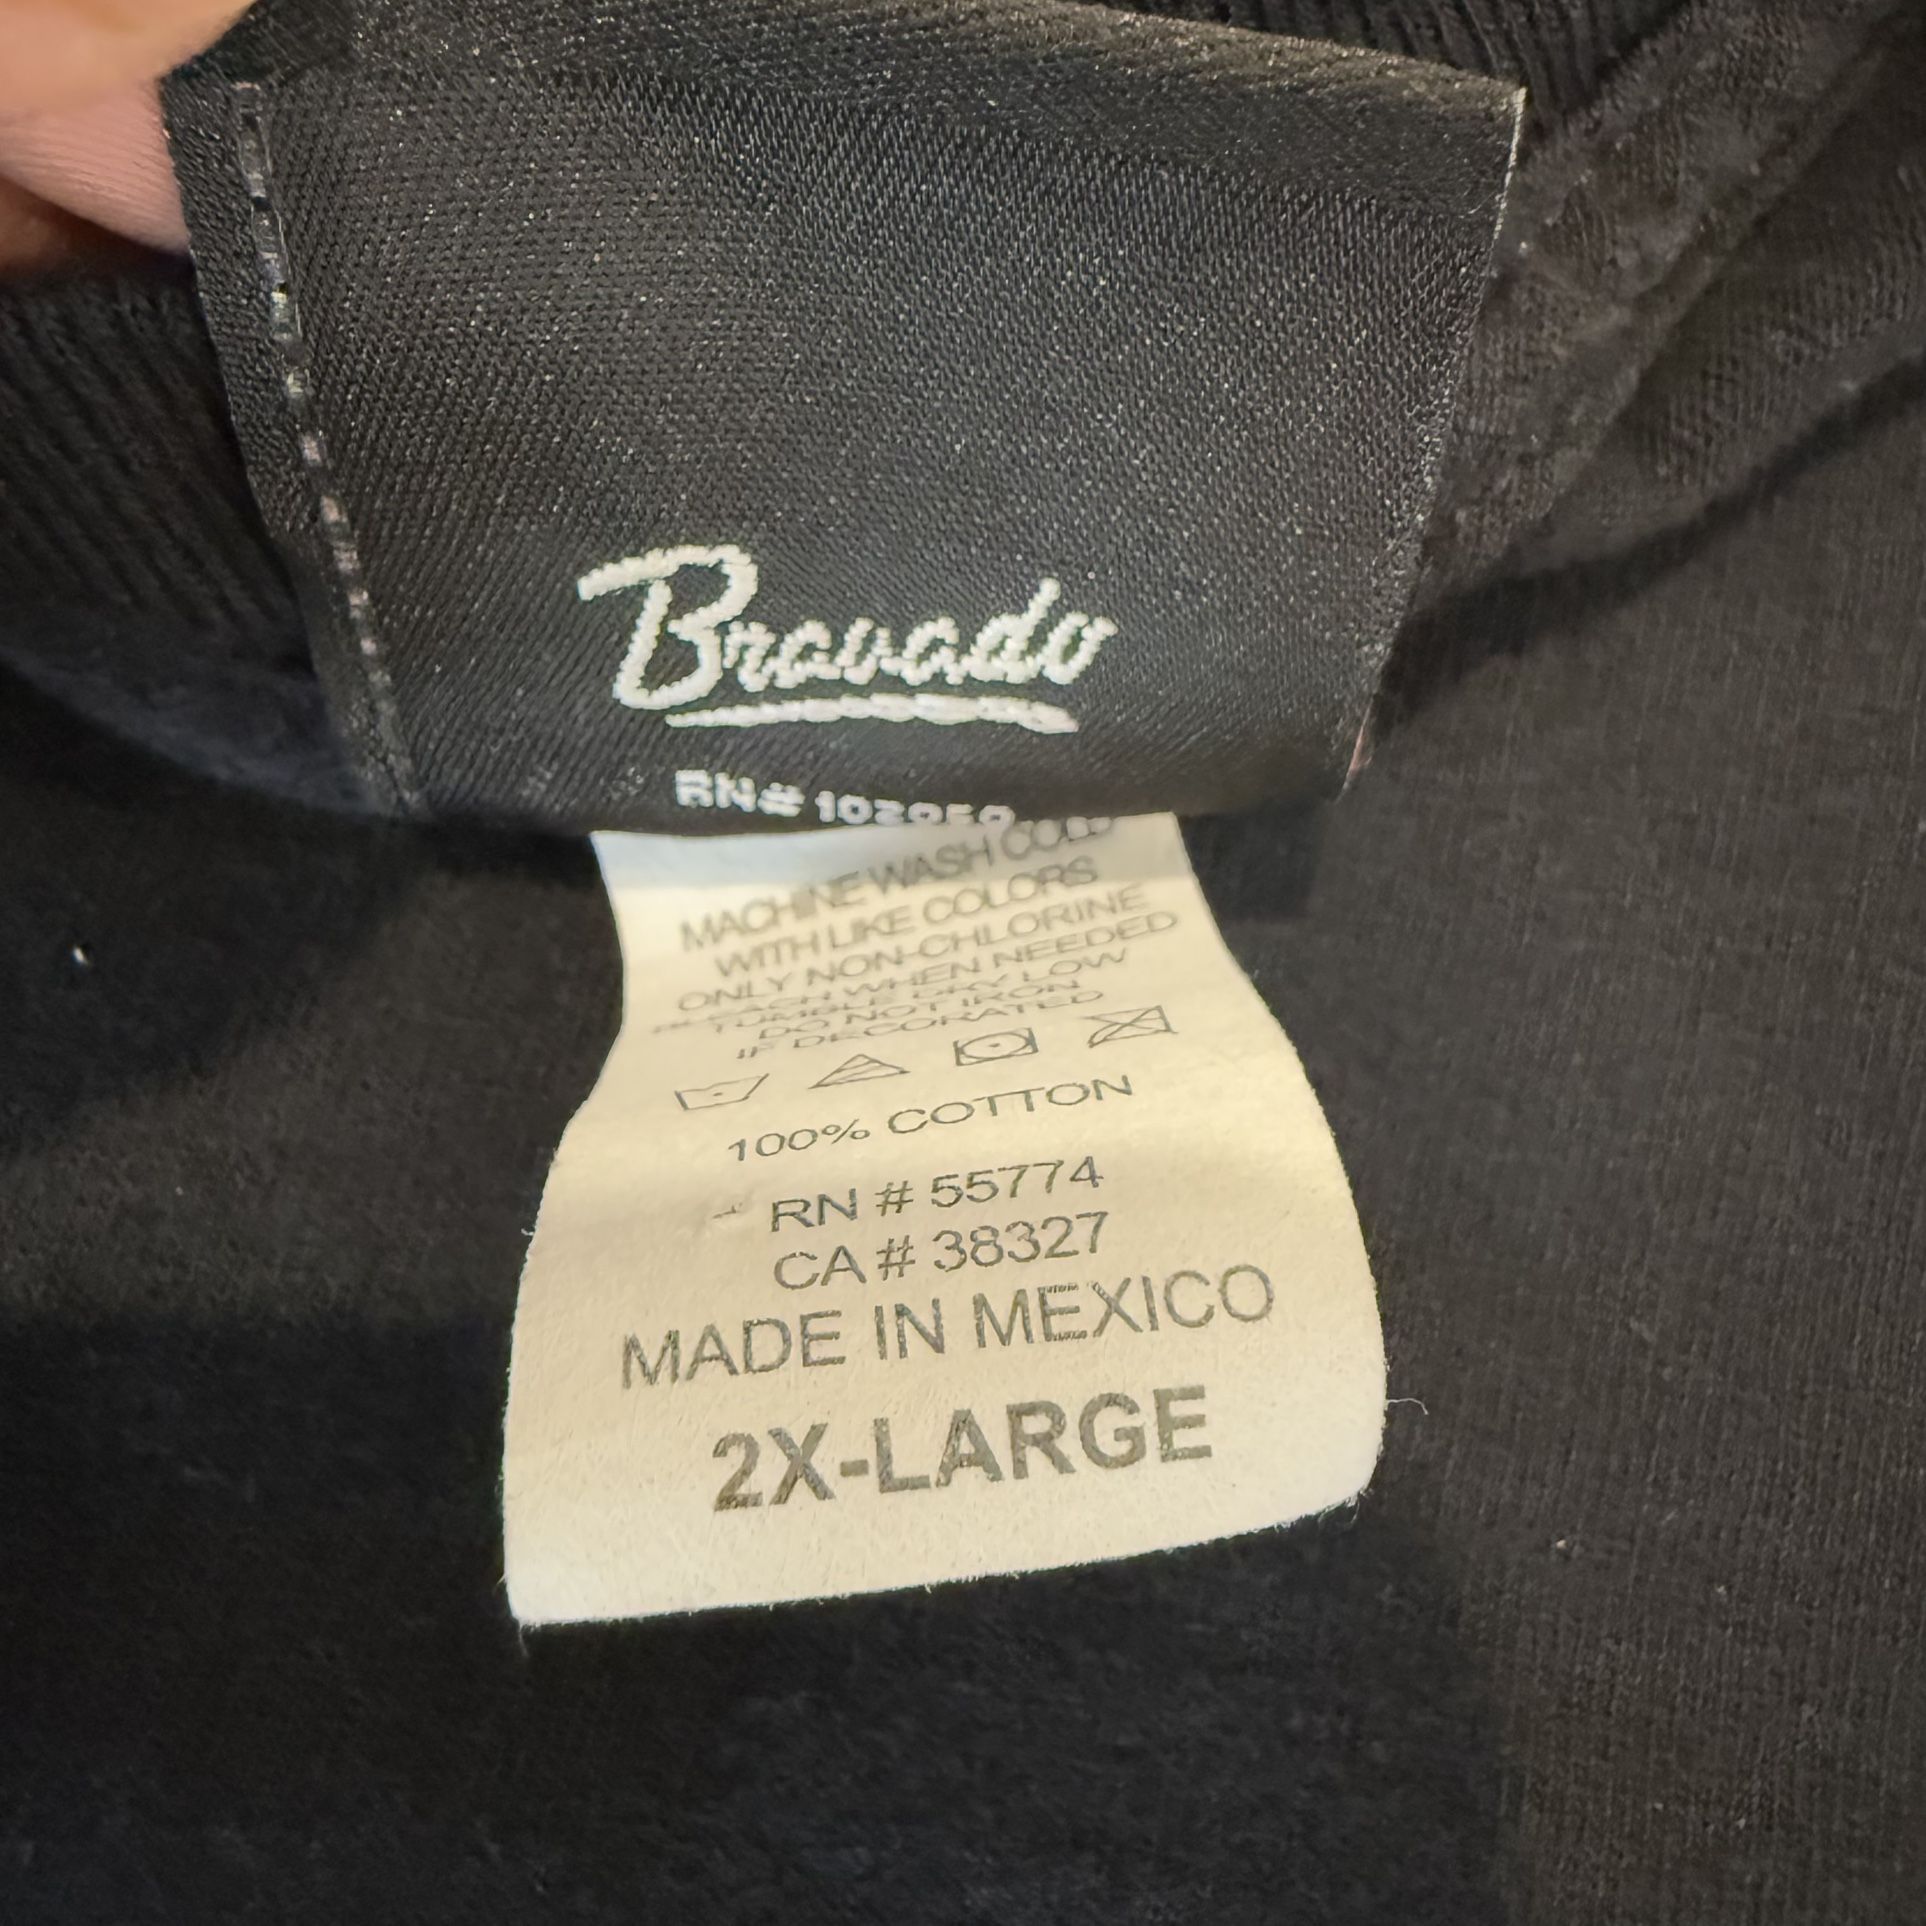 Bravado
RN# 102050
MACHINE WASH COLD
WITH LIKE COLORS
ONLY NON-CHLORINE
BLEACH WHEN NEEDED
TUMBLE DRY LOW
DO NOT IRON
IF DECORATED
100% COTTON
RN # 55774
CA # 38327
MADE IN MEXICO
2X-LARGE